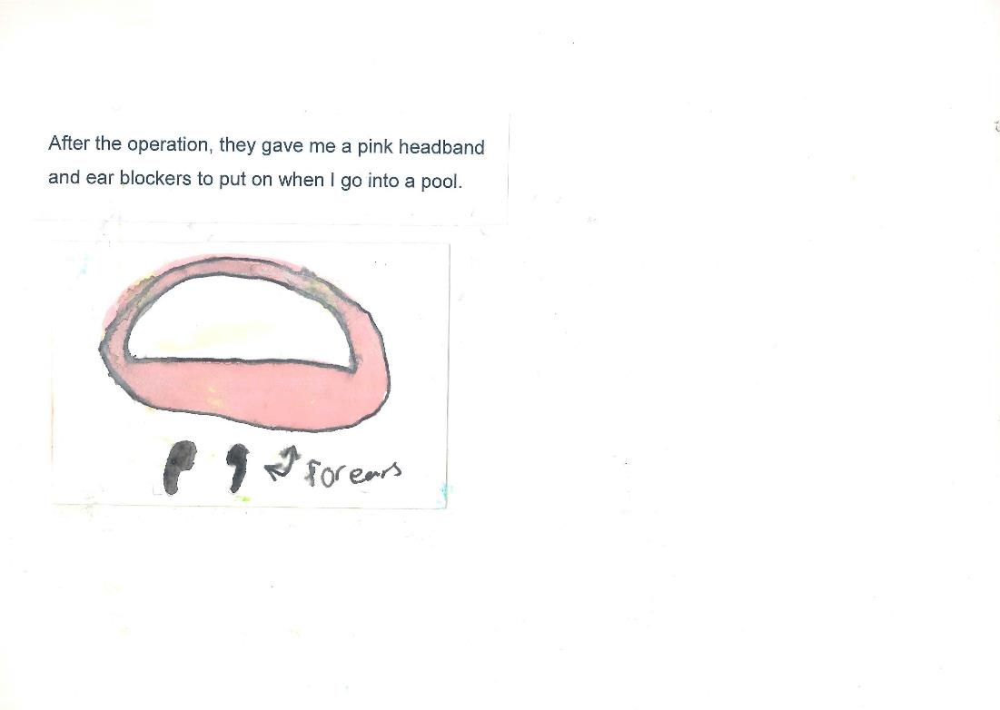 After the operation, they gave me a pink headband
and ear blockers to put on when I go into a pool.
for ears